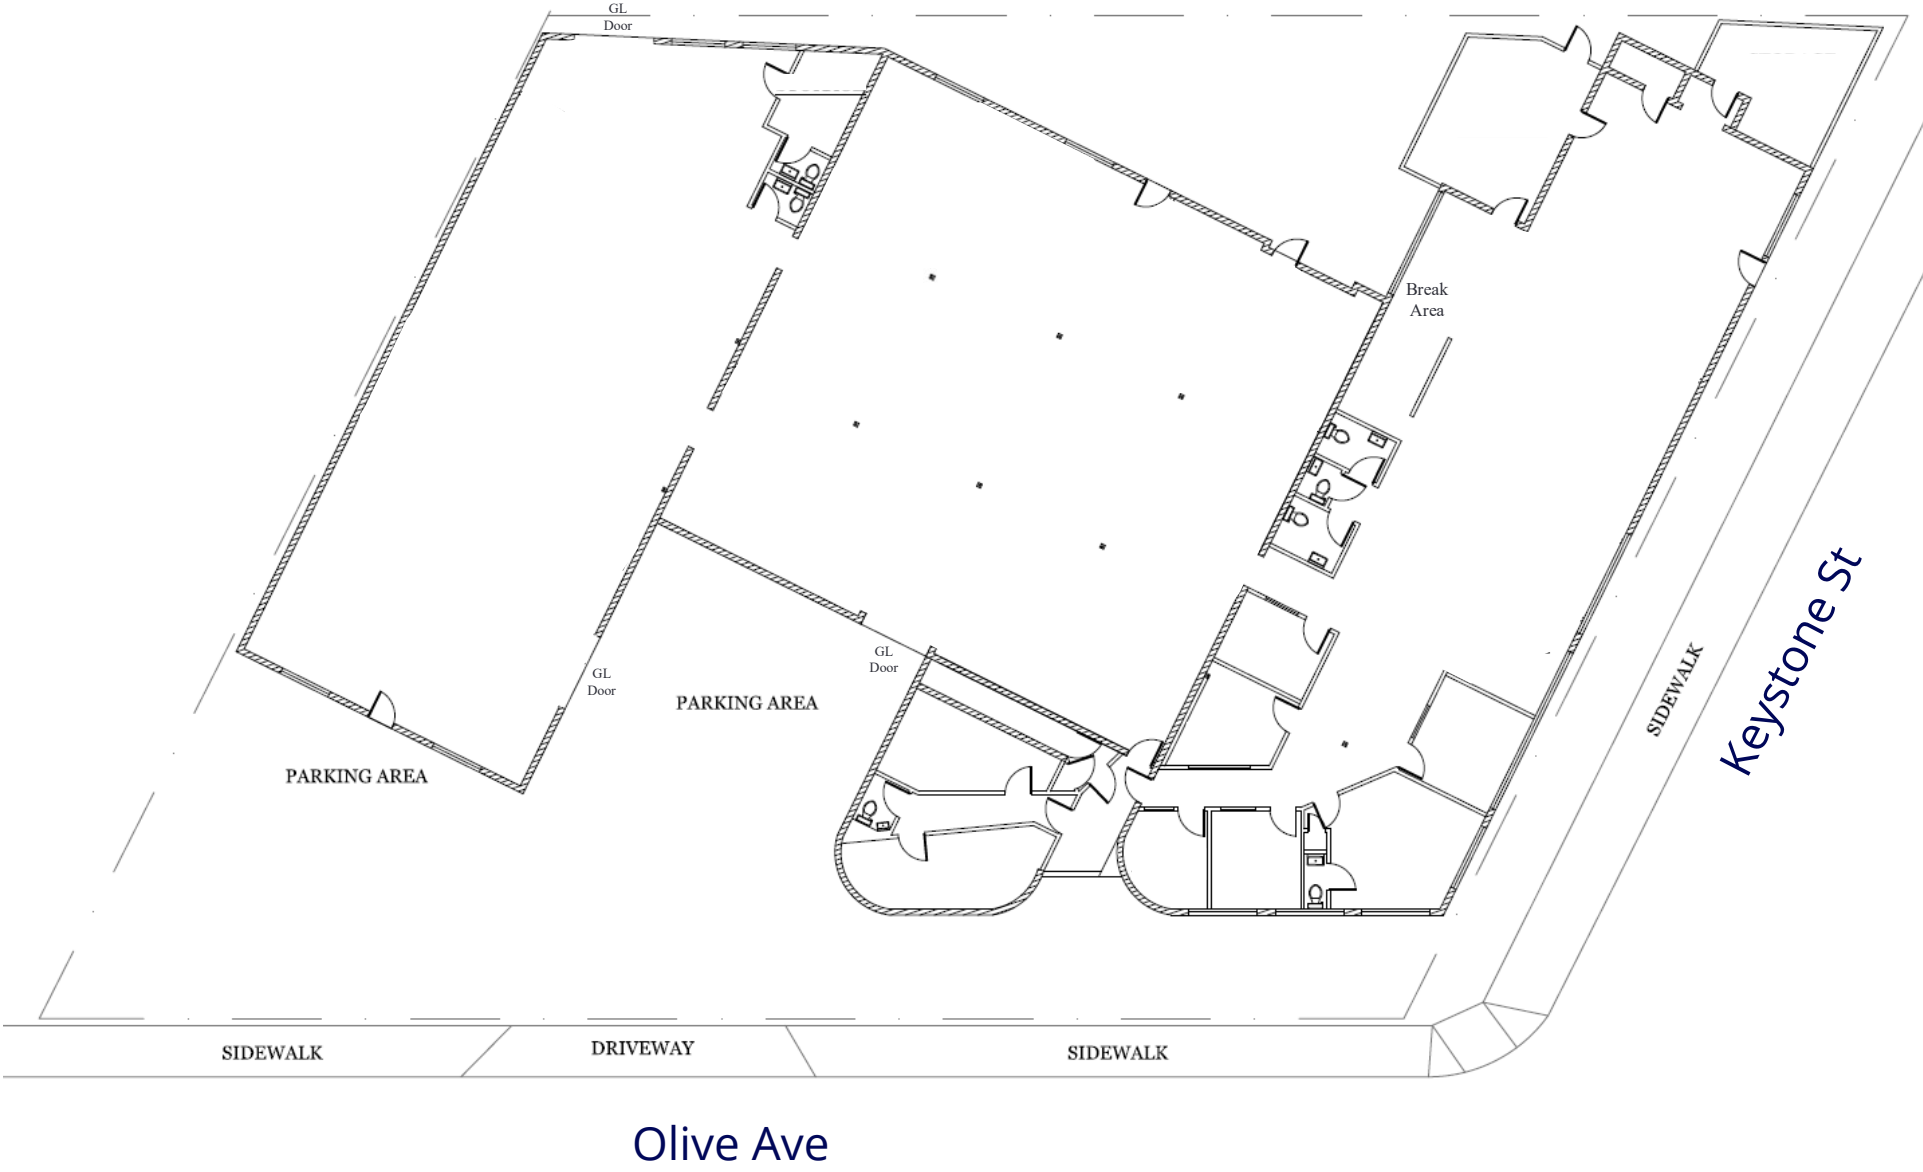 GL
Door
Break
Area
GL
Door
GL
Door
PARKING AREA
PARKING AREA
SIDEWALK
Keystone St
SIDEWALK
DRIVEWAY
SIDEWALK
Olive Ave